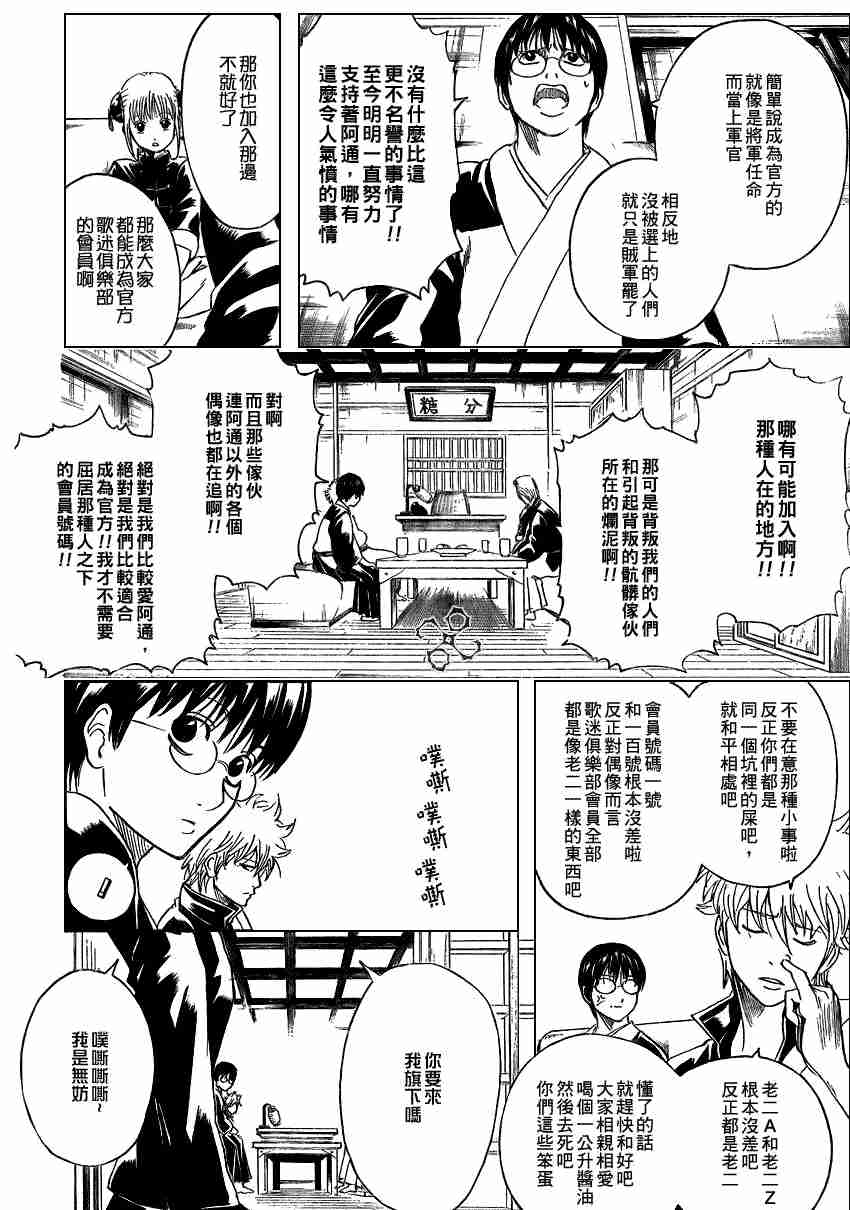 簡單說成為官方的
就像是將軍任命
而當上軍官
相反地
沒被選上的人們
就只是賊軍罷了
沒有什麼比這
更不名譽的事情了!!
至今明明一直努力
支持著阿通，哪有
這麼令人氣憤的事情
那你也加入那邊
不就好了
那麼大家
都能成為官方
歌迷俱樂部
的會員啊
哪有可能加入啊!!
那種人在的地方!!
那可是背叛我們的人們
和引起背叛的骯髒傢伙
所在的爛泥啊!!
糖分
對啊
而且那些傢伙
連阿通以外的各個
偶像也都在追啊!!
絕對是我們比較愛阿通，
絕對是我們比較適合
成為官方!!我才不需要
屈居那種人之下
的會員號碼!!
不要在意那種小事啦
反正你們都是
同一個坑裡的屎吧，
就和平相處吧
會員號碼一號
和一百號根本沒差啦
反正對偶像而言
歌迷俱樂部會員全部
都是像老二一樣的東西吧
老二A和老二Z
根本沒差吧
反正都是老二
懂了的話
就趕快和好吧
大家相親相愛
喝個一公升醬油
然後去死吧
你們這些笨蛋
噗嘶
噗嘶
噗嘶
!
你要來
我旗下嗎
噗嘶嘶嘶~
我是無妨